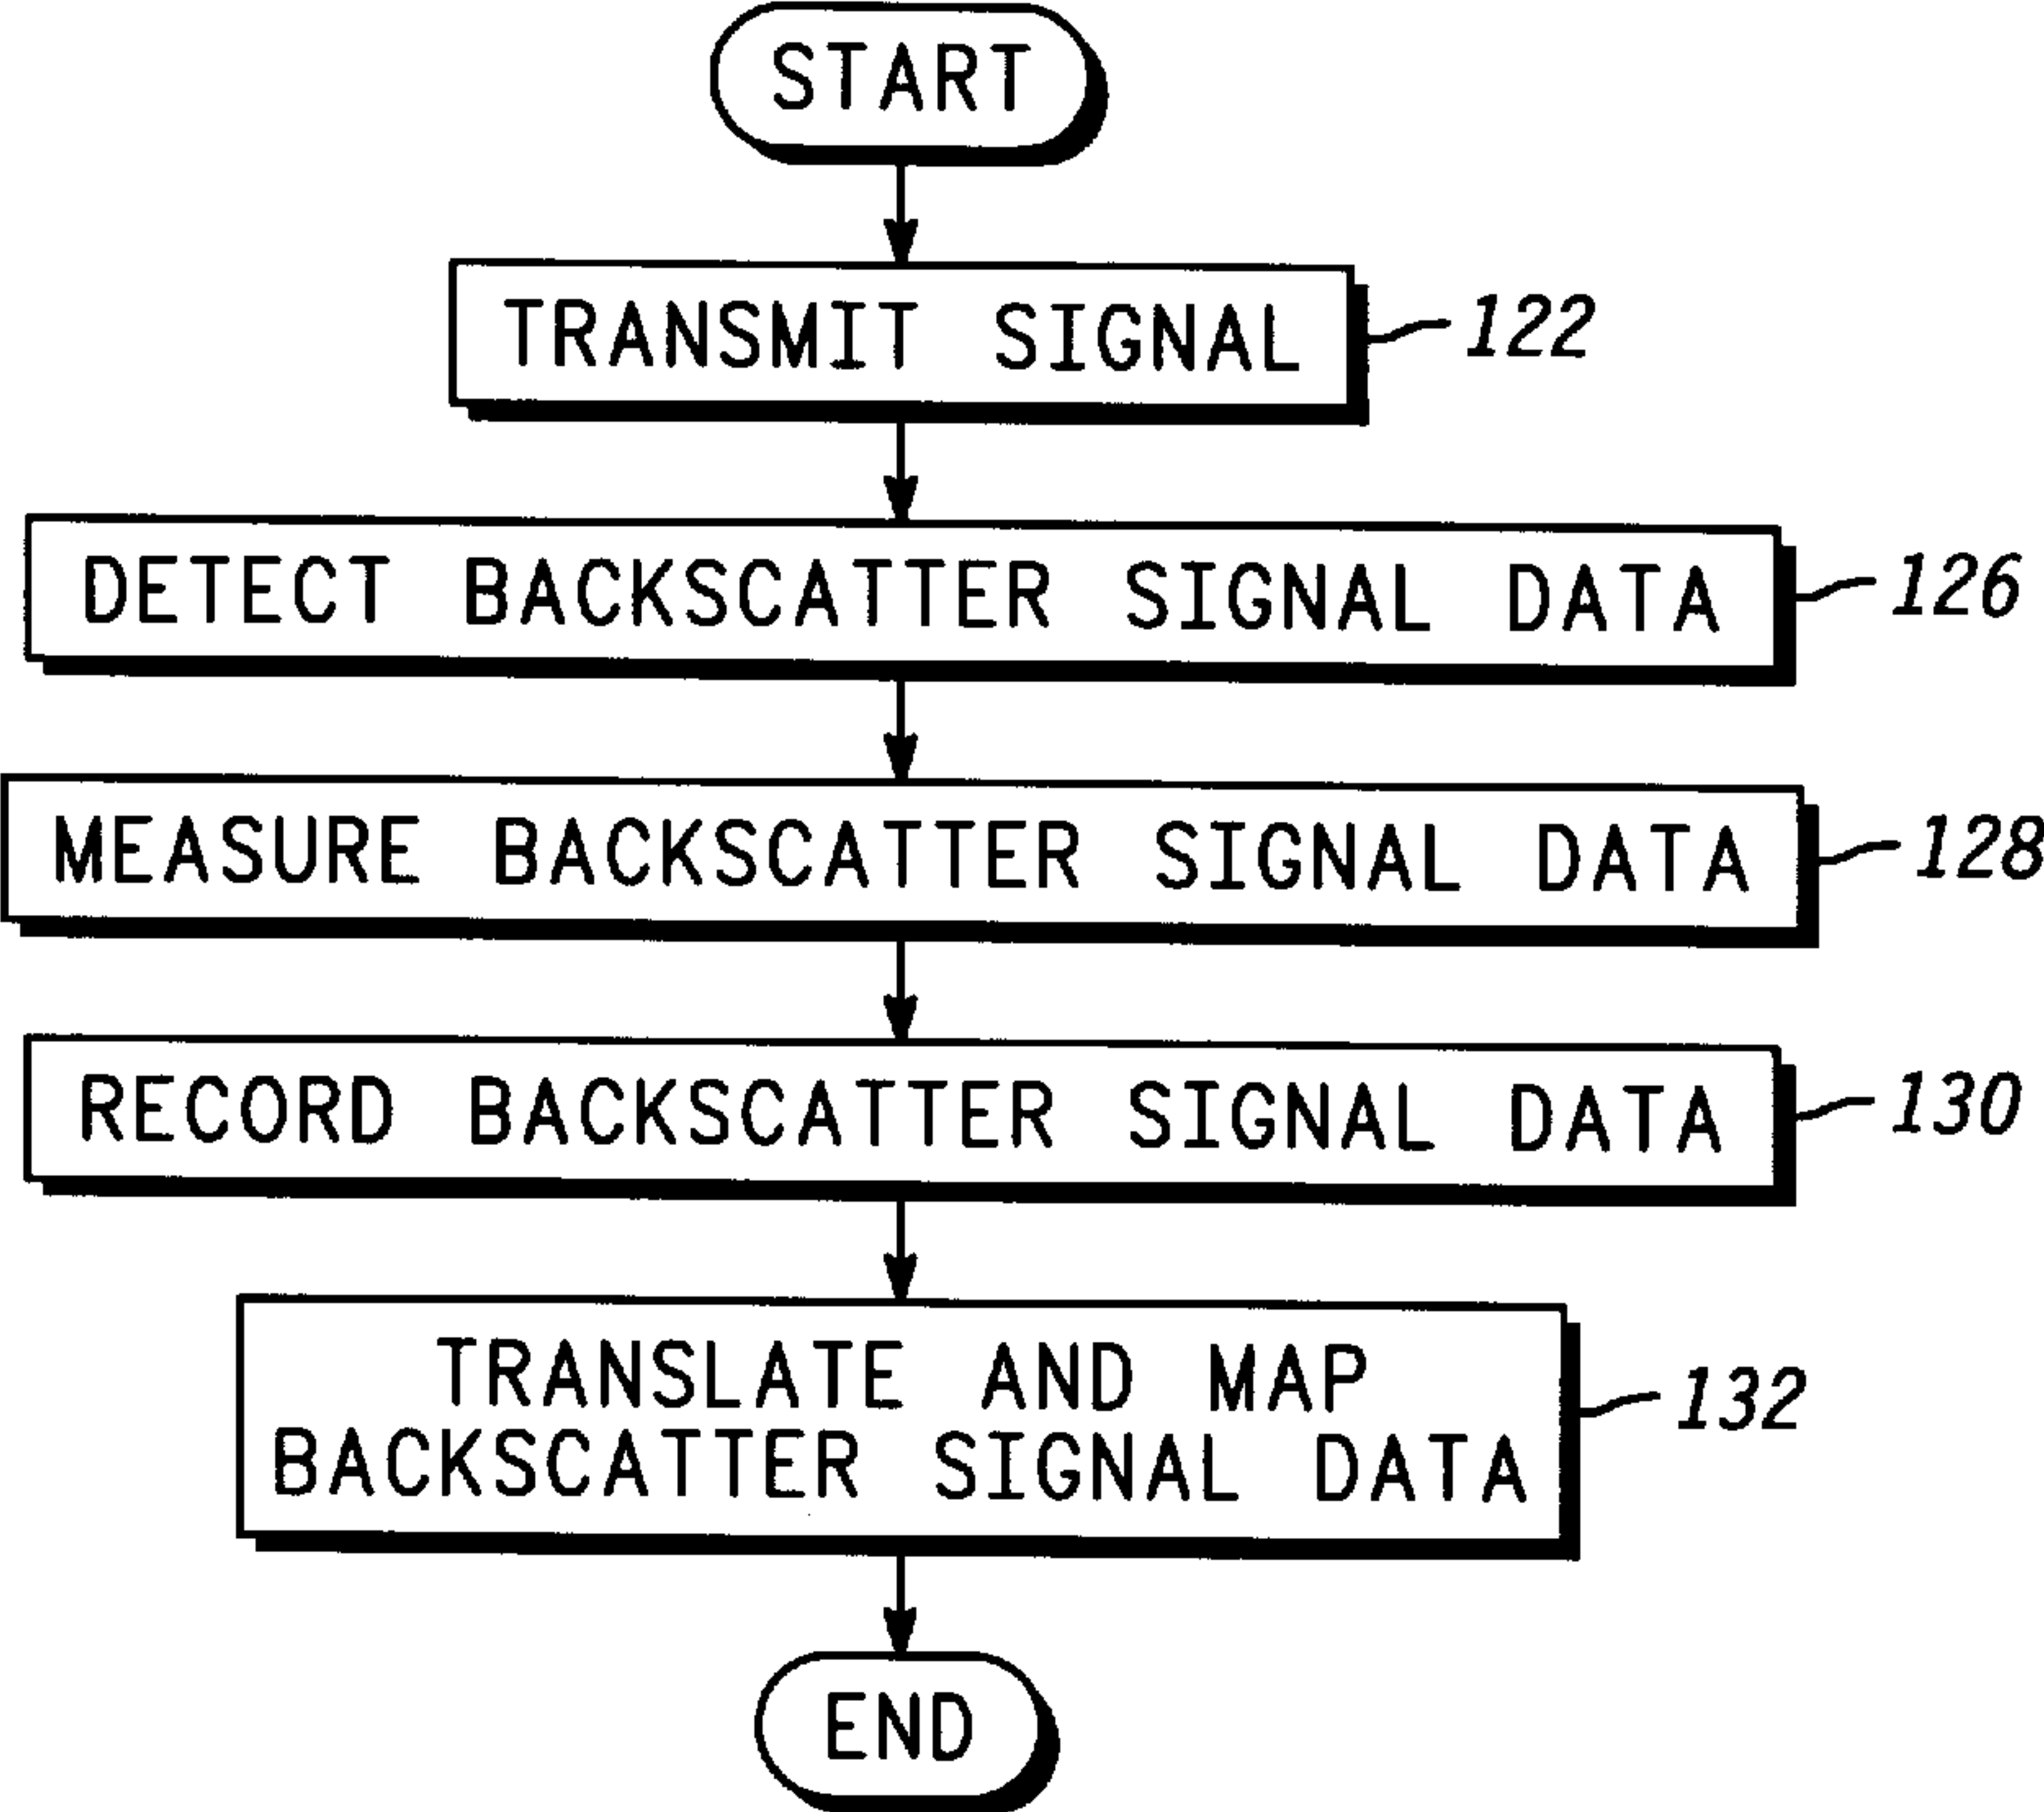 START
TRANSMIT SIGNAL
122
DETECT BACKSCATTER SIGNAL DATA
126
MEASURE BACKSCATTER SIGNAL DATA
128
RECORD BACKSCATTER SIGNAL DATA
130
TRANSLATE AND MAP
BACKSCATTER SIGNAL DATA
132
END